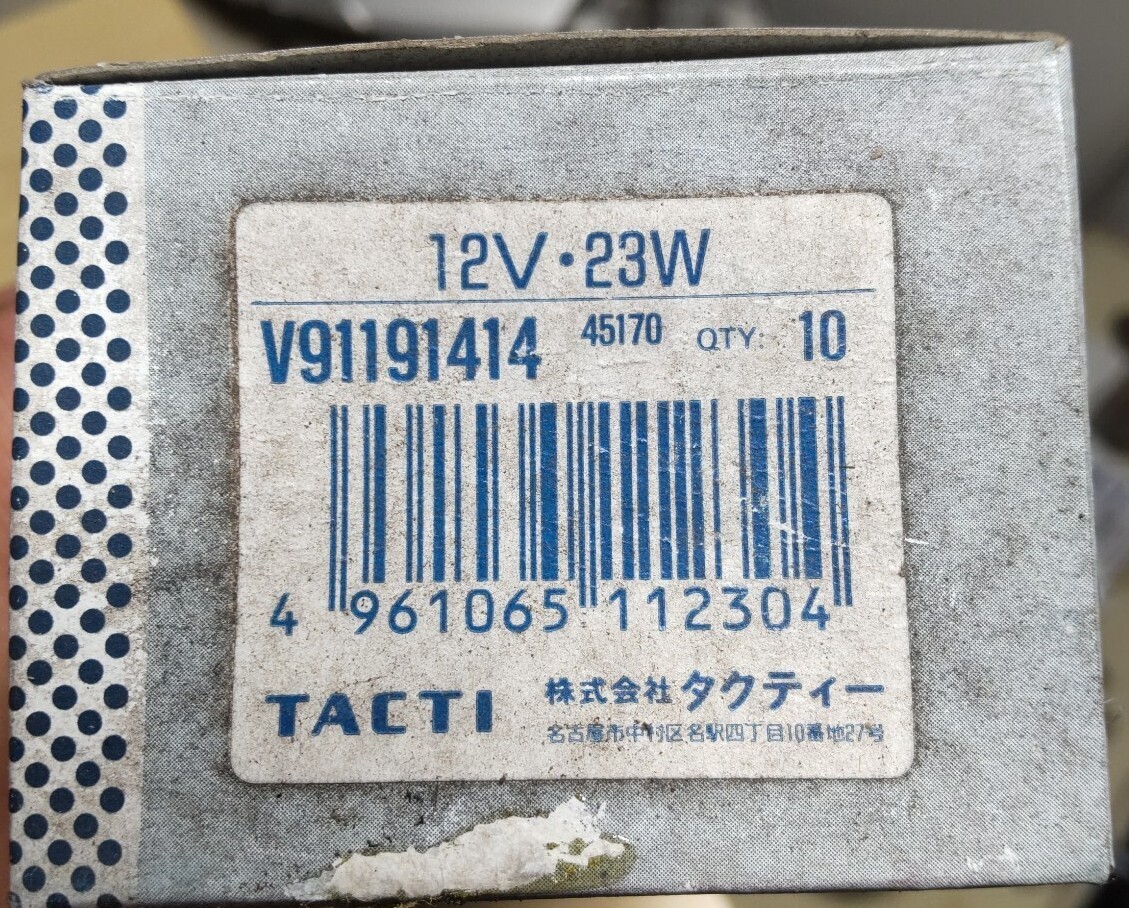 12V·23W
V91191414 45170 QTY: 10
4 961065 112304
TACTI 株式会社タクティー
名古屋市中村区名駅四丁目10番地27号